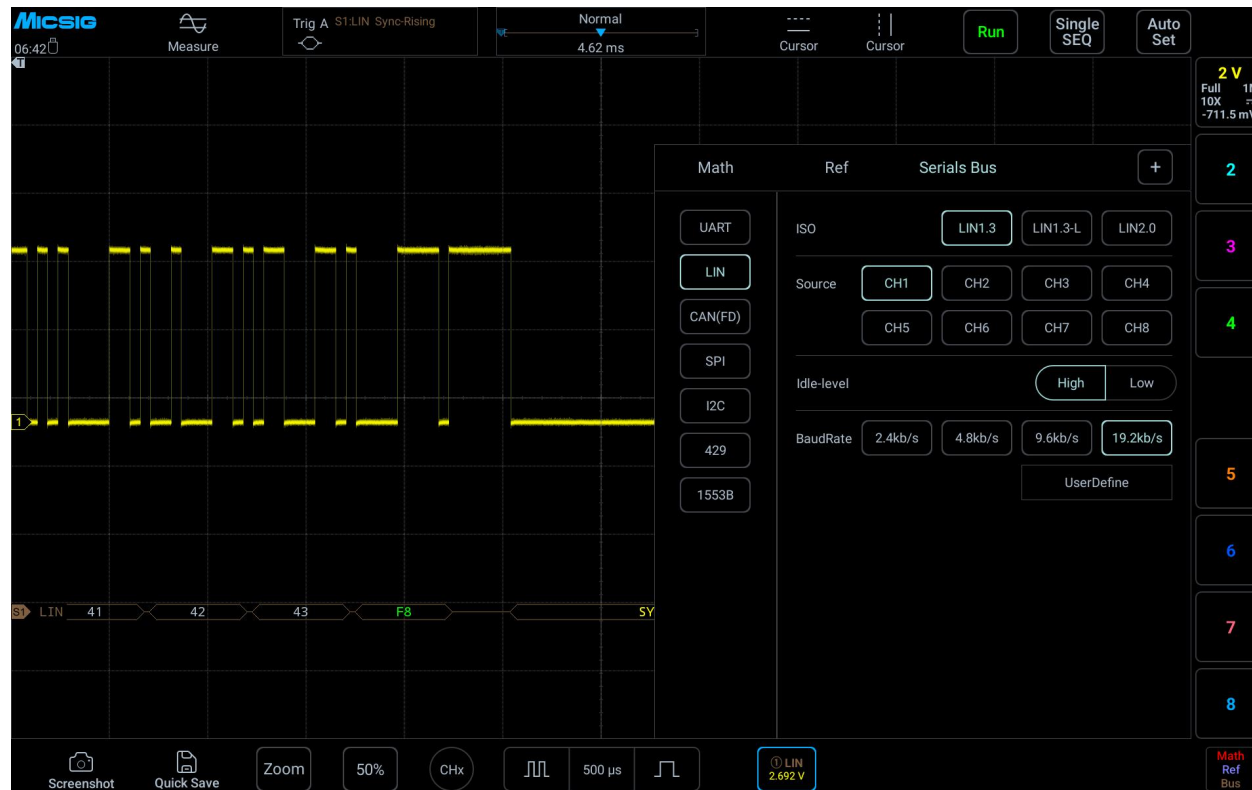 Micsig
06:42
Measure
Trig A S1:LIN Sync-Rising
Normal
4.62 ms
Cursor
Cursor
Run
Single
SEQ
Auto
Set
T
2 V
Full
10X
-711.5 mV
2
3
4
5
6
7
8
Math Ref Serials Bus +
UART
LIN
CAN(FD)
SPI
I2C
429
1553B
ISO LIN1.3 LIN1.3-L LIN2.0
Source CH1 CH2 CH3 CH4
CH5 CH6 CH7 CH8
Idle-level High Low
BaudRate 2.4kb/s 4.8kb/s 9.6kb/s 19.2kb/s
UserDefine
1
S1 LIN 41 42 43 F8 SY
Screenshot
Quick Save
Zoom
50%
CHx
500 µs
1 LIN
2.692 V
Math
Ref
Bus